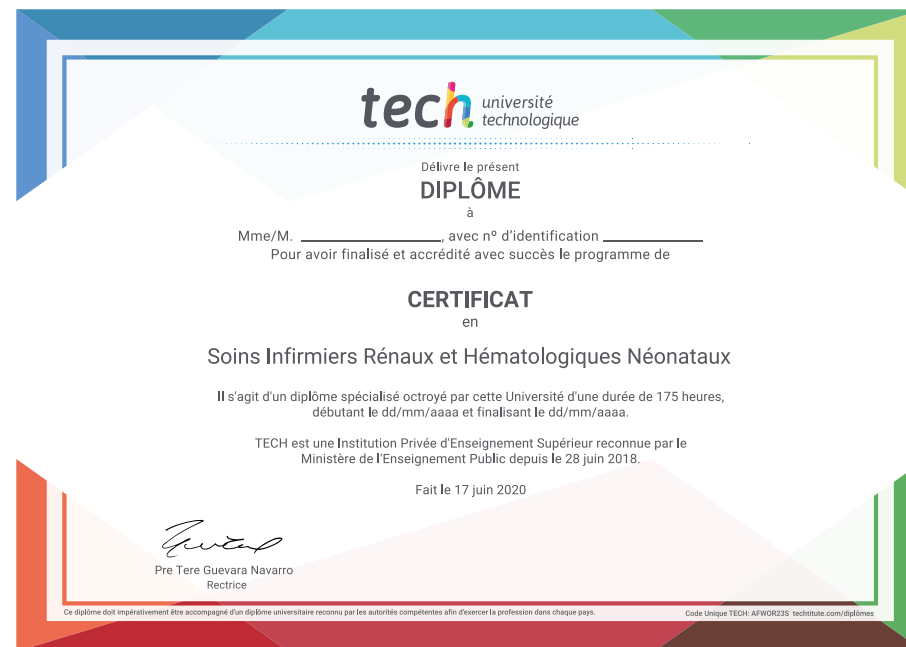 tech université
technologique
Délivre le présent
DIPLÔME
à
Mme/M. ____________________, avec nº d’identification ______________
Pour avoir finalisé et accrédité avec succès le programme de
CERTIFICAT
en
Soins Infirmiers Rénaux et Hématologiques Néonataux
Il s'agit d'un diplôme spécialisé octroyé par cette Université d'une durée de 175 heures,
débutant le dd/mm/aaaa et finalisant le dd/mm/aaaa.
TECH est une Institution Privée d'Enseignement Supérieur reconnue par le
Ministère de l'Enseignement Public depuis le 28 juin 2018.
Fait le 17 juin 2020
Pre Tere Guevara Navarro
Rectrice
Ce diplôme doit impérativement être accompagné d'un diplôme universitaire reconnu par les autorités compétentes afin d'exercer la profession dans chaque pays.
Code Unique TECH: AFWOR23S techtitute.com/diplômes